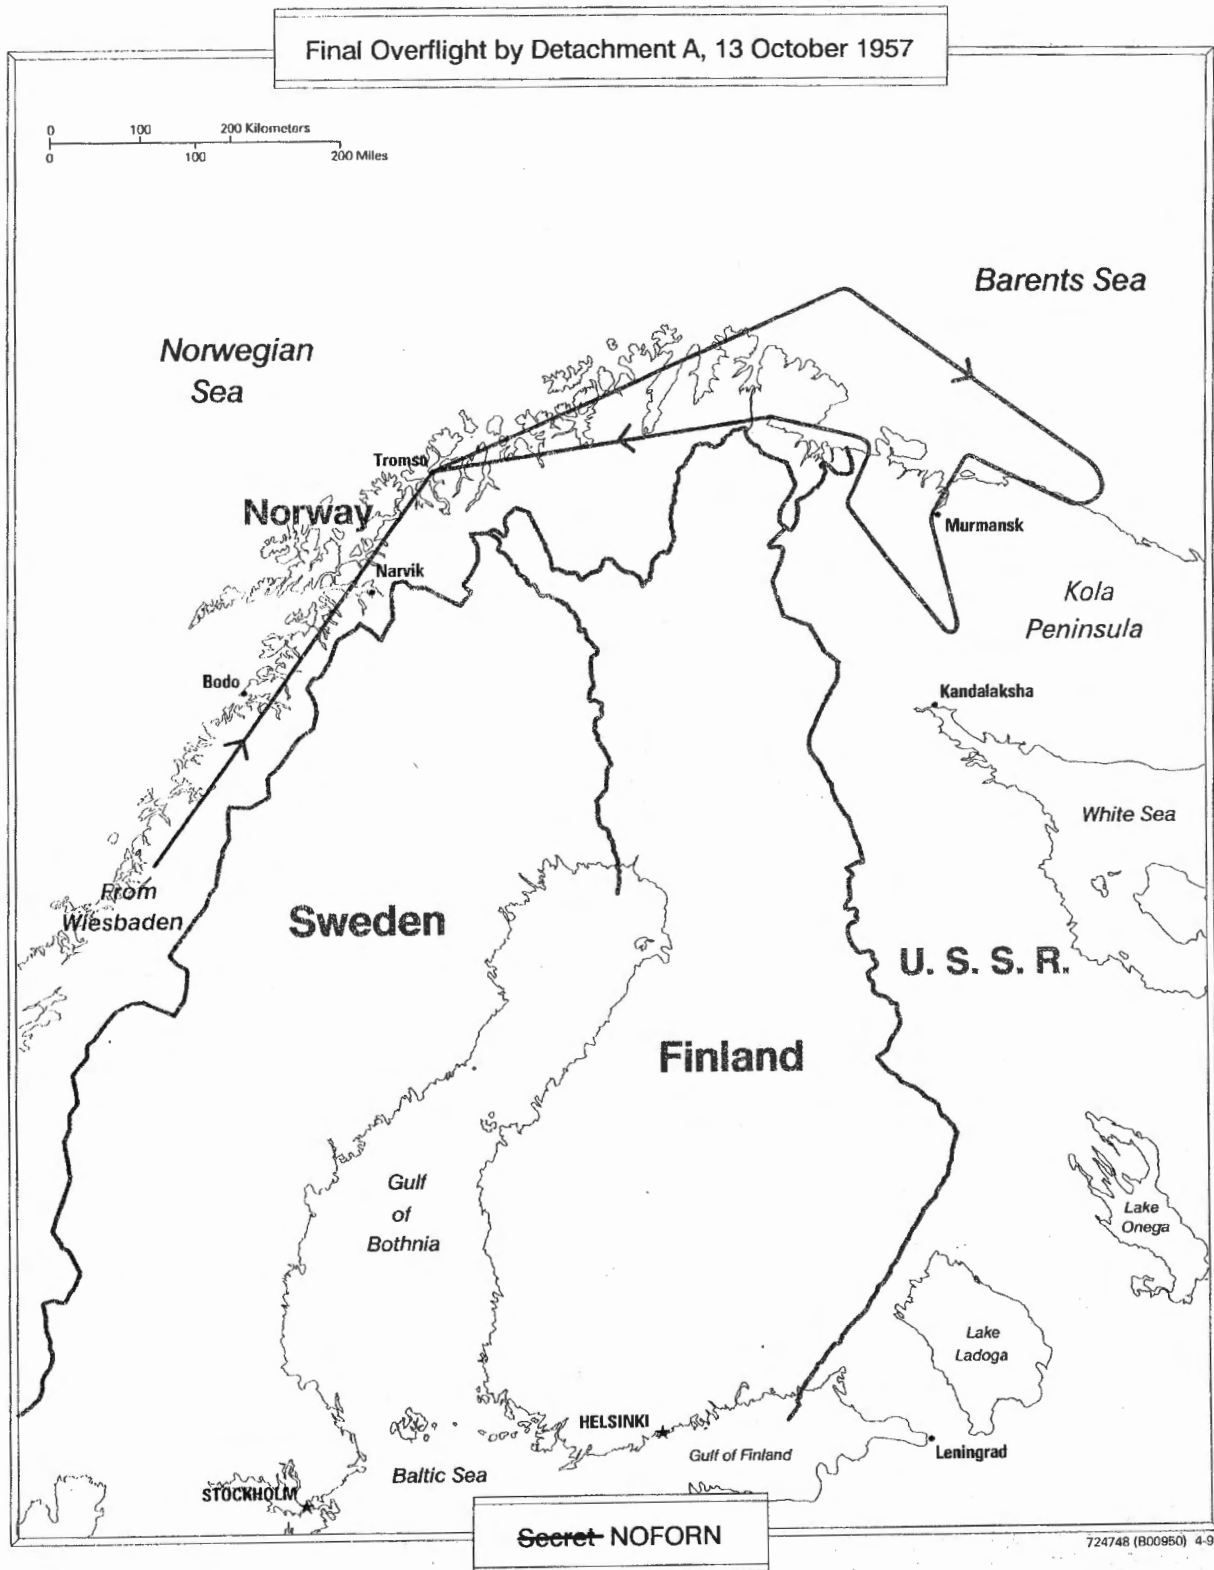 Final Overflight by Detachment A, 13 October 1957
0 100 200 Kilometers
0 100 200 Miles
Barents Sea
Norwegian
Sea
Tromso
Norway
Murmansk
Narvik
Kola
Peninsula
Bodo
Kandalaksha
White Sea
From
Wiesbaden
Sweden
U. S. S. R.
Finland
Gulf
of
Bothnia
Lake
Onega
Lake
Ladoga
HELSINKI
Leningrad
Gulf of Finland
Baltic Sea
STOCKHOLM
Secret NOFORN
724748 (B00950) 4-9